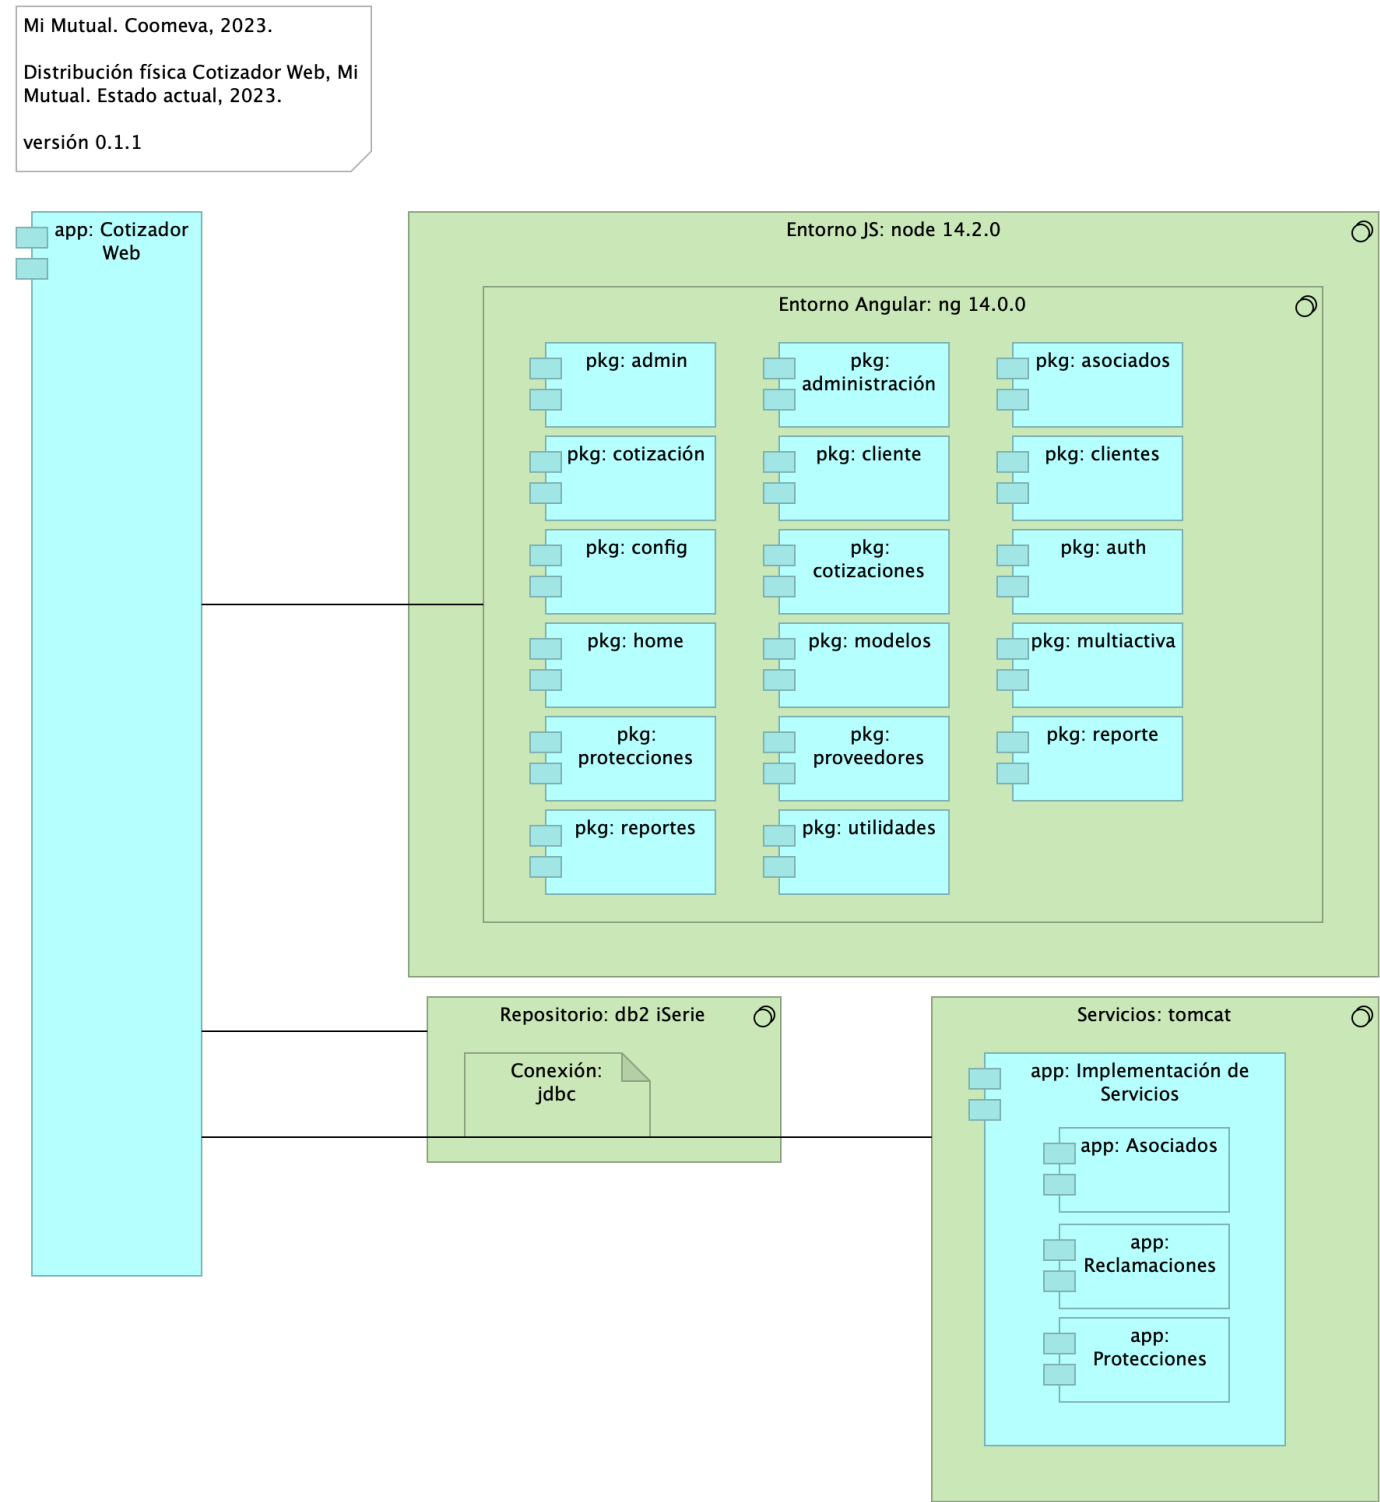 Mi Mutual. Coomeva, 2023.
Distribución física Cotizador Web, Mi
Mutual. Estado actual, 2023.
versión 0.1.1
app: Cotizador
Web
Entorno JS: node 14.2.0
Entorno Angular: ng 14.0.0
pkg: admin
pkg:
administración
pkg: asociados
pkg: cotización
pkg: cliente
pkg: clientes
pkg: config
pkg:
cotizaciones
pkg: auth
pkg: home
pkg: modelos
pkg: multiactiva
pkg:
protecciones
pkg:
proveedores
pkg: reporte
pkg: reportes
pkg: utilidades
Repositorio: db2 iSerie
Conexión:
jdbc
Servicios: tomcat
app: Implementación de
Servicios
app: Asociados
app:
Reclamaciones
app:
Protecciones